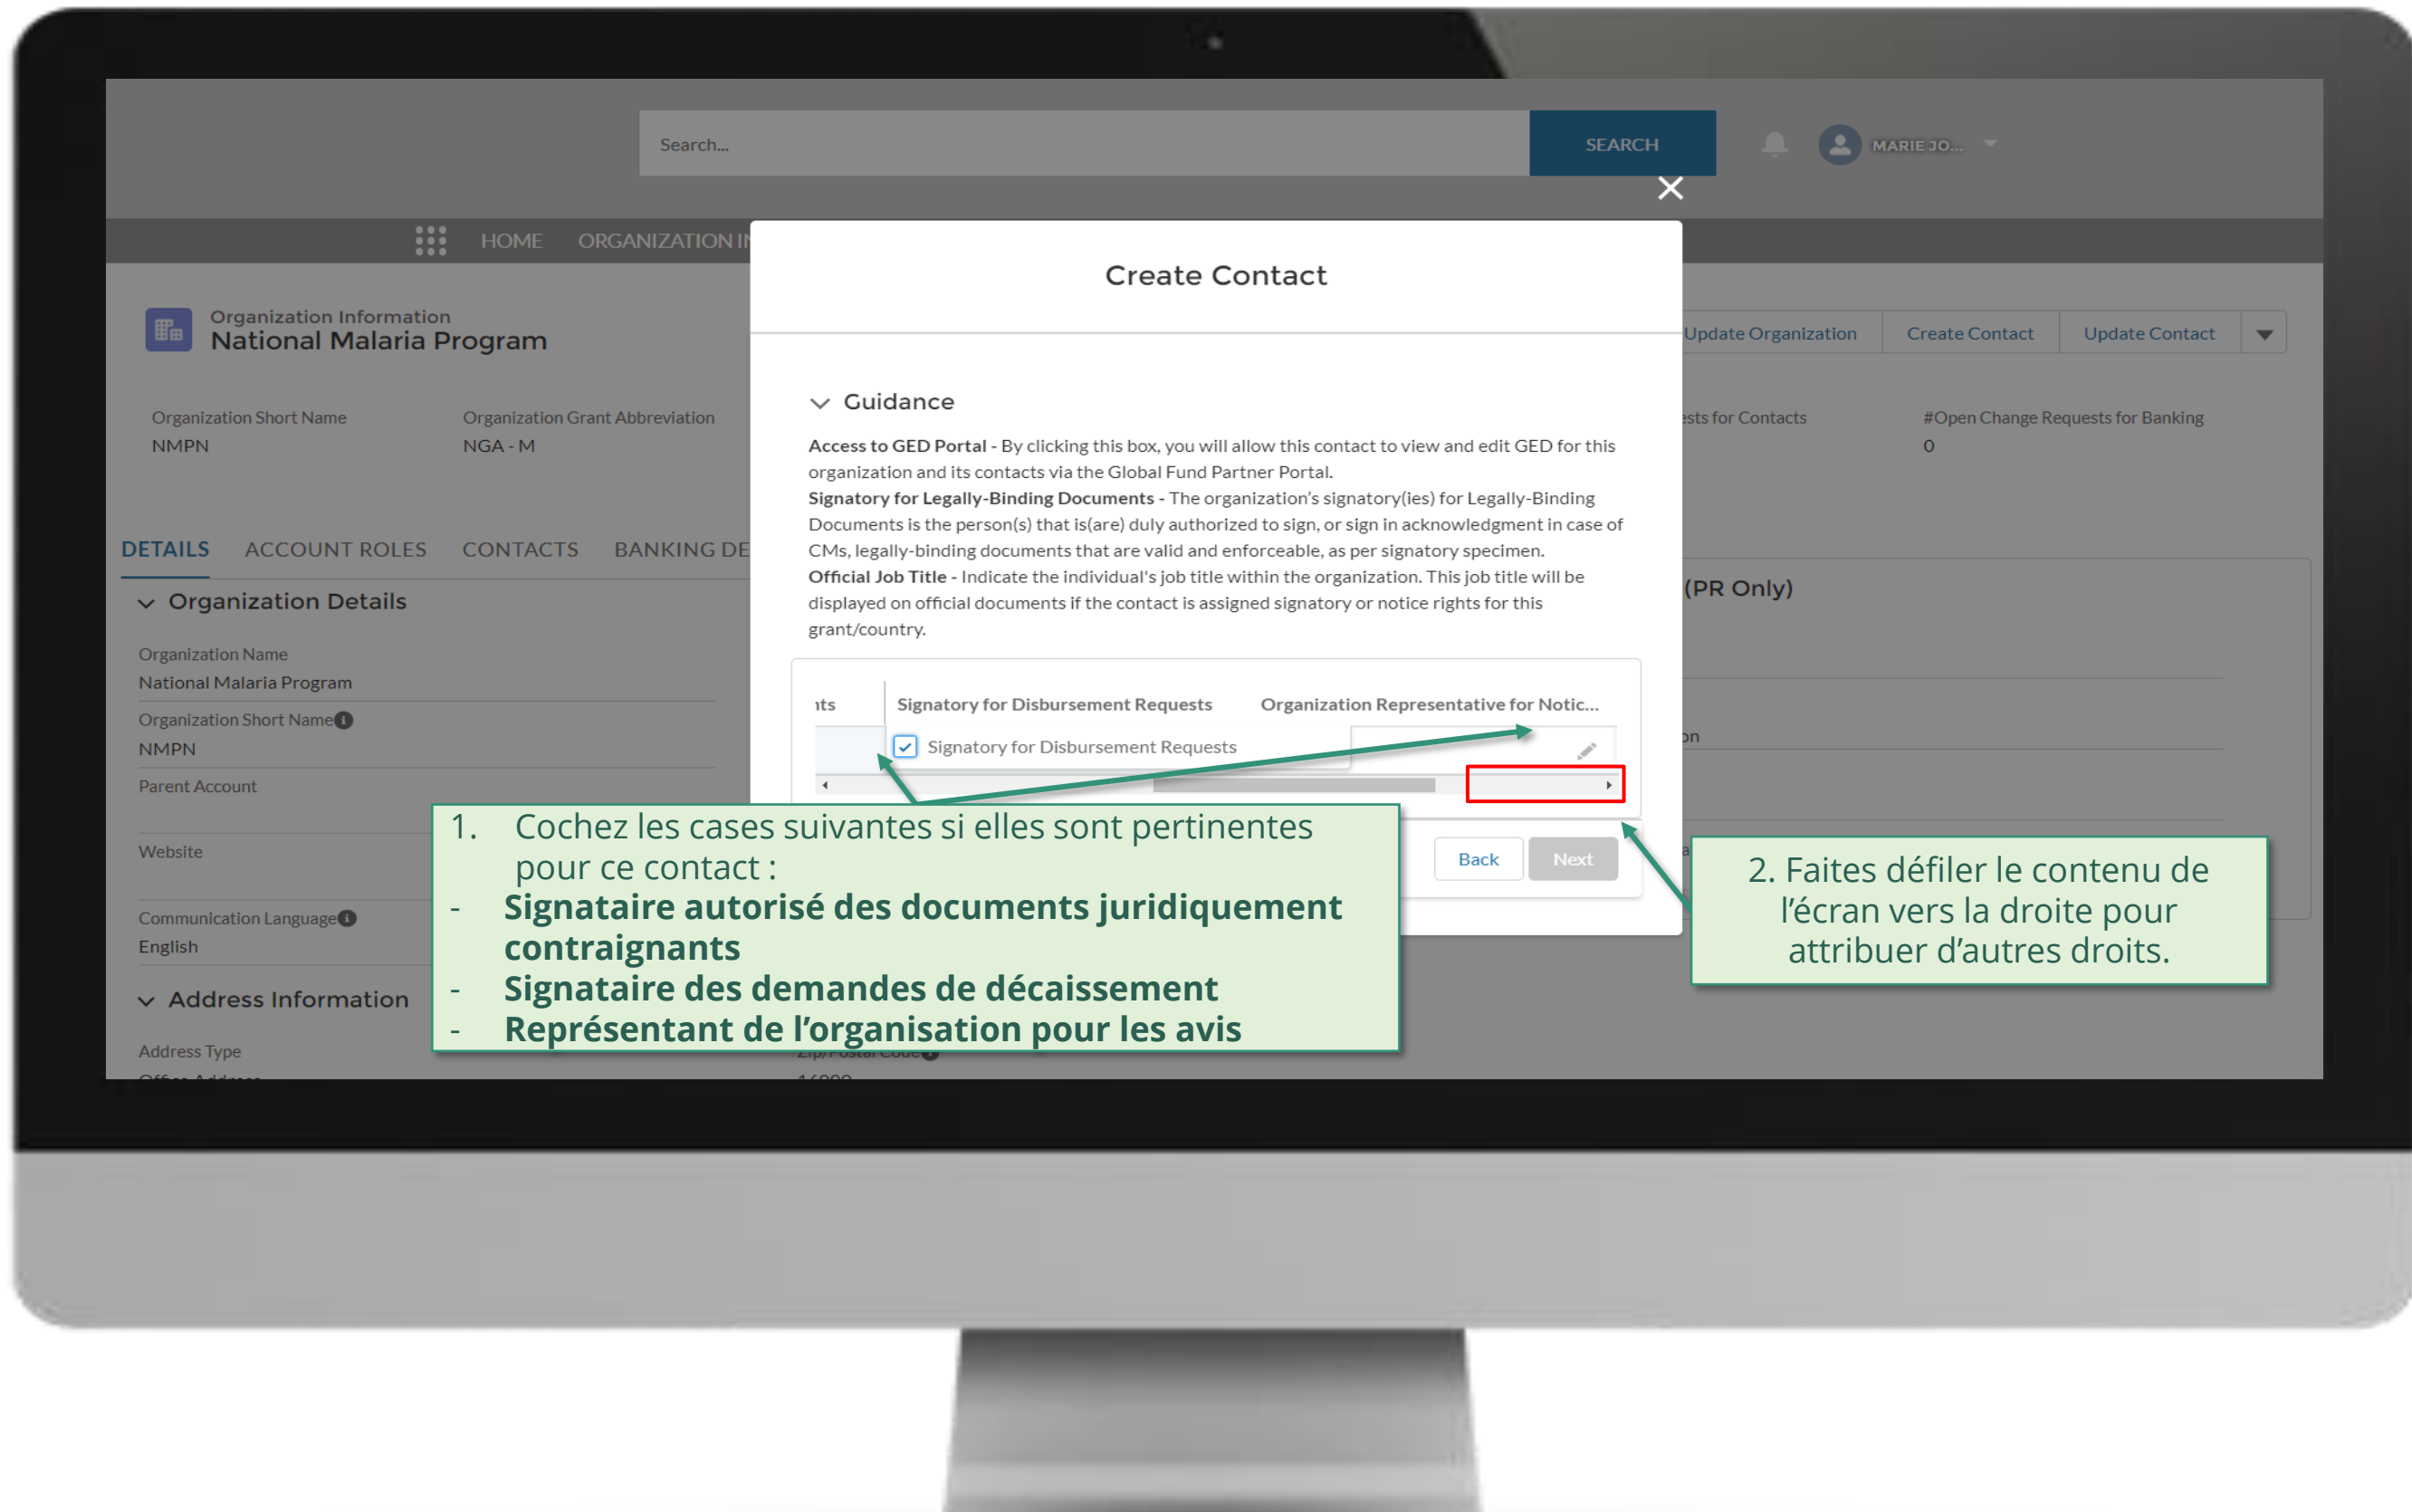 Search...
SEARCH
MARIE JO...
HOME ORGANIZATION IN
Create Contact
Organization Information
National Malaria Program
Update Organization
Create Contact
Update Contact
Organization Short Name
NMPN
Organization Grant Abbreviation
NGA - M
ests for Contacts
#Open Change Requests for Banking
0
Guidance
Access to GED Portal - By clicking this box, you will allow this contact to view and edit GED for this
organization and its contacts via the Global Fund Partner Portal.
Signatory for Legally-Binding Documents - The organization's signatory(ies) for Legally-Binding
Documents is the person(s) that is(are) duly authorized to sign, or sign in acknowledgment in case of
CMs, legally-binding documents that are valid and enforceable, as per signatory specimen.
Official Job Title - Indicate the individual's job title within the organization. This job title will be
displayed on official documents if the contact is assigned signatory or notice rights for this
grant/country.
DETAILS ACCOUNT ROLES CONTACTS BANKING DE
Organization Details
(PR Only)
Organization Name
National Malaria Program
Organization Short Name
NMPN
Parent Account
Website
Communication Language
English
Address Information
Address Type
Zip/Postal Code
nts
Signatory for Disbursement Requests
Organization Representative for Notic...
Signatory for Disbursement Requests
on
Back
Next
1. Cochez les cases suivantes si elles sont pertinentes
pour ce contact :
- Signataire autorisé des documents juridiquement
contraignants
- Signataire des demandes de décaissement
- Représentant de l'organisation pour les avis
2. Faites défiler le contenu de
l'écran vers la droite pour
attribuer d'autres droits.